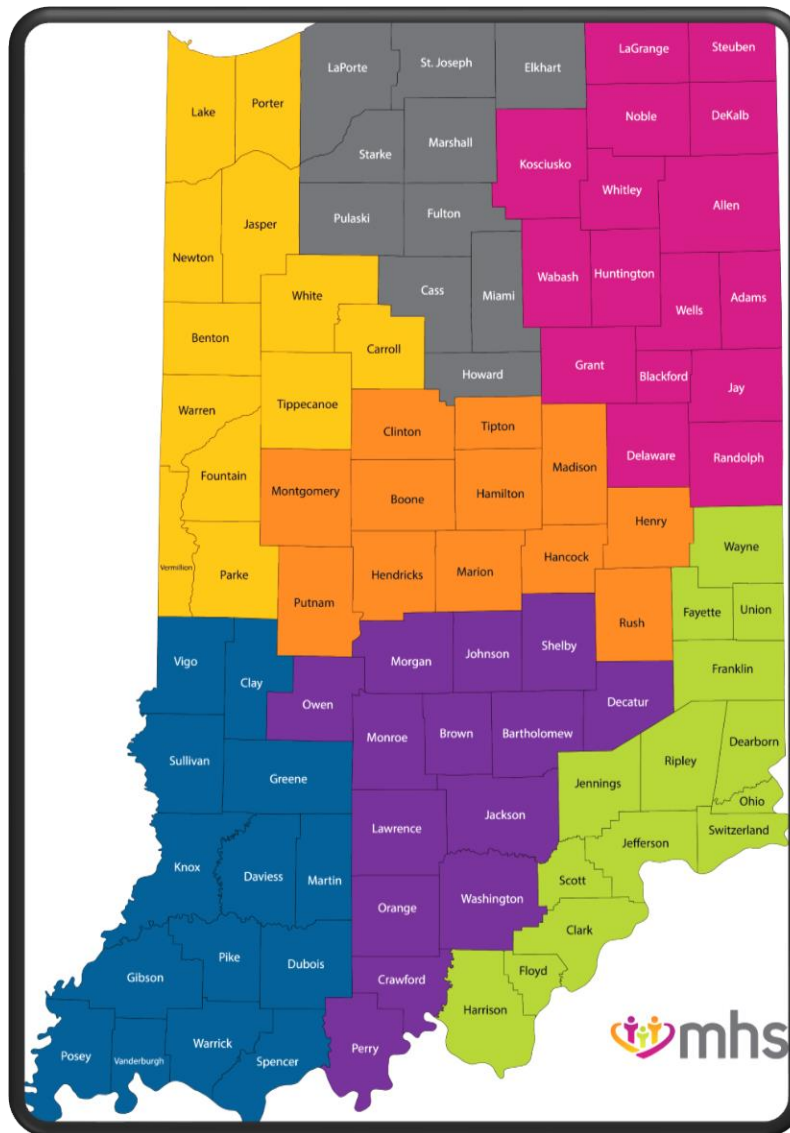 LaPorte
St. Joseph
Elkhart
LaGrange
Steuben
Lake
Porter
Noble
DeKalb
Starke
Marshall
Kosciusko
Whitley
Allen
Pulaski
Fulton
Jasper
Newton
Wabash
Huntington
White
Cass
Miami
Wells
Adams
Benton
Carroll
Howard
Grant
Blackford
Jay
Warren
Tippecanoe
Clinton
Tipton
Delaware
Randolph
Fountain
Montgomery
Boone
Hamilton
Madison
Henry
Wayne
Vermillion
Parke
Putnam
Hendricks
Marion
Hancock
Rush
Fayette
Union
Vigo
Clay
Owen
Morgan
Johnson
Shelby
Franklin
Sullivan
Greene
Monroe
Brown
Bartholomew
Decatur
Jennings
Ripley
Dearborn
Ohio
Lawrence
Jackson
Jefferson
Switzerland
Knox
Daviess
Martin
Orange
Washington
Scott
Clark
Gibson
Pike
Dubois
Crawford
Floyd
Harrison
Posey
Vanderburgh
Warrick
Spencer
Perry
mhs